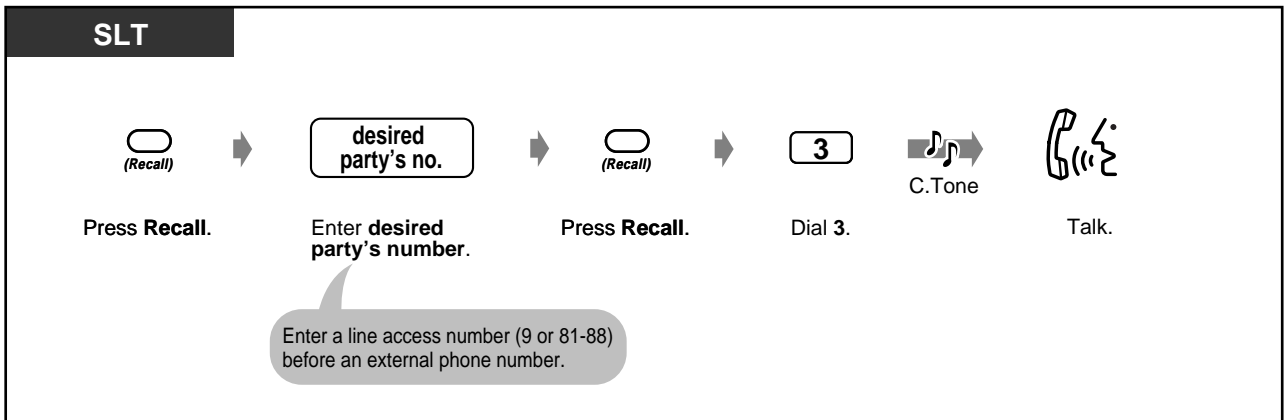 SLT
(Recall)
desired
party's no.
(Recall)
3
C.Tone
Press Recall.
Enter desired
party's number.
Press Recall.
Dial 3.
Talk.
Enter a line access number (9 or 81-88)
before an external phone number.